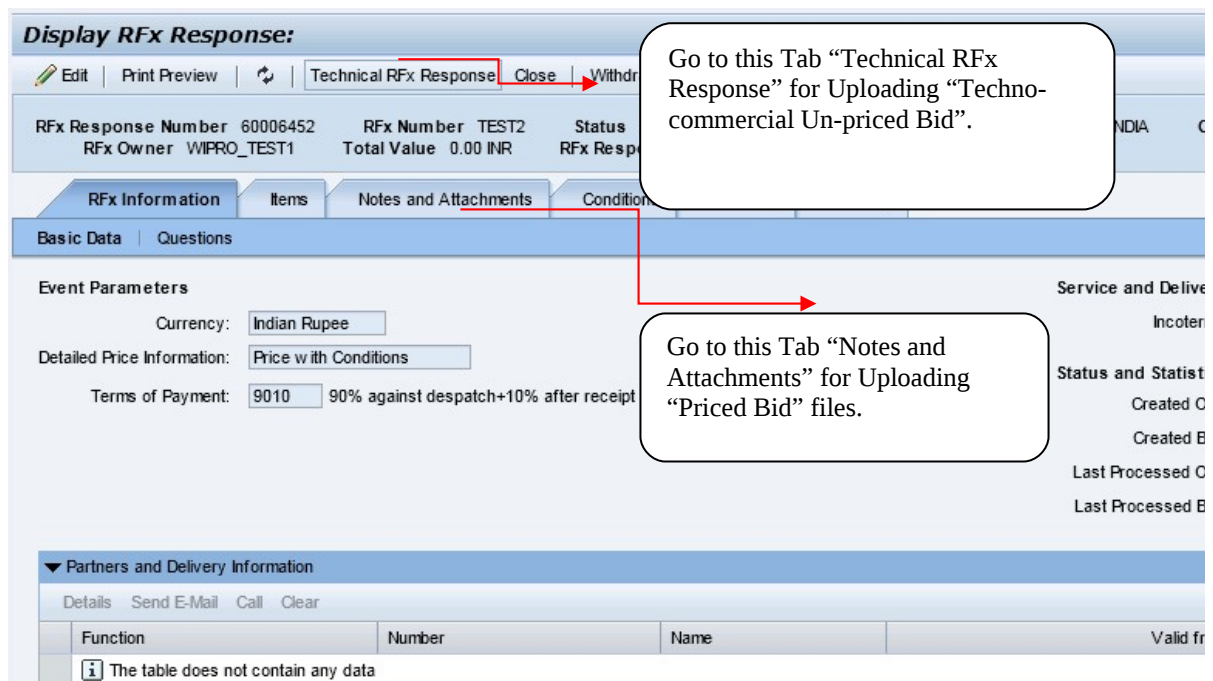 Display RFx Response:
Edit | Print Preview | | Technical RFx Response Close | Withdr
Go to this Tab “Technical RFx
Response” for Uploading “Techno-
commercial Un-priced Bid”.
RFx Response Number 60006452 RFx Number TEST2 Status NDIA C
RFx Owner WIPRO_TEST1 Total Value 0.00 INR RFx Resp
RFx Information Items Notes and Attachments Condition
Basic Data | Questions
Event Parameters Service and Delive
Currency: Indian Rupee Incoter
Detailed Price Information: Price with Conditions
Terms of Payment: 9010 90% against despatch+10% after receipt
Go to this Tab “Notes and
Attachments” for Uploading
“Priced Bid” files.
Status and Statist
Created O
Created B
Last Processed O
Last Processed B
Partners and Delivery Information
Details Send E-Mail Call Clear
Function Number Name Valid fr
The table does not contain any data